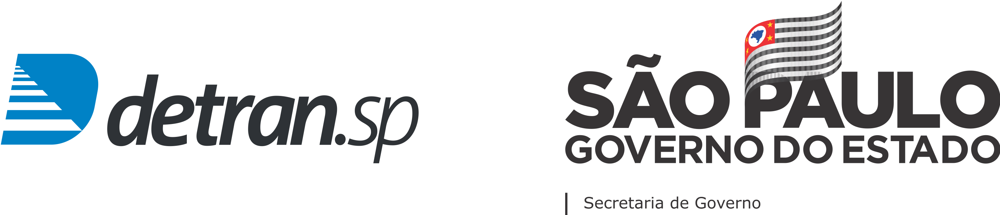 detran.sp
SÃO PAULO
GOVERNO DO ESTADO
Secretaria de Governo